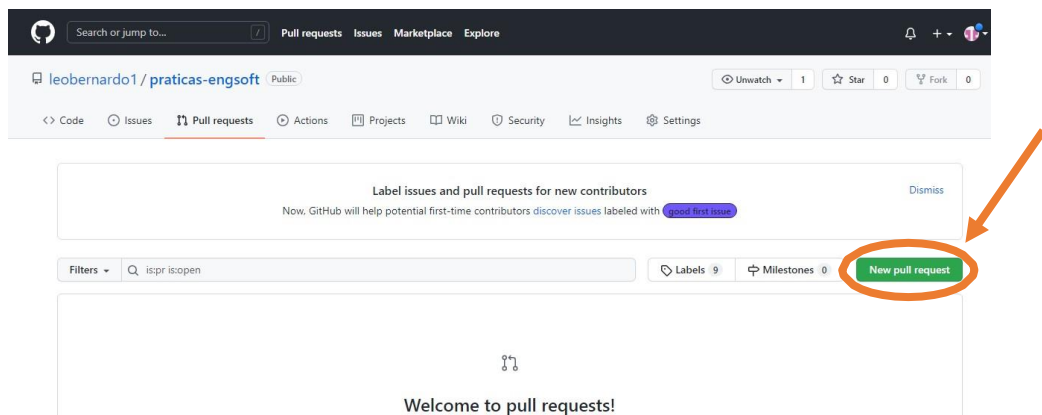 Search or jump to... / Pull requests Issues Marketplace Explore
leobernardo1 / praticas-engsoft Public
Unwatch 1 Star 0 Fork 0
<> Code Issues Pull requests Actions Projects Wiki Security Insights Settings
Label issues and pull requests for new contributors
Dismiss
Now, GitHub will help potential first-time contributors discover issues labeled with good first issue
Filters is:pr is:open Labels 9 Milestones 0 New pull request
Welcome to pull requests!